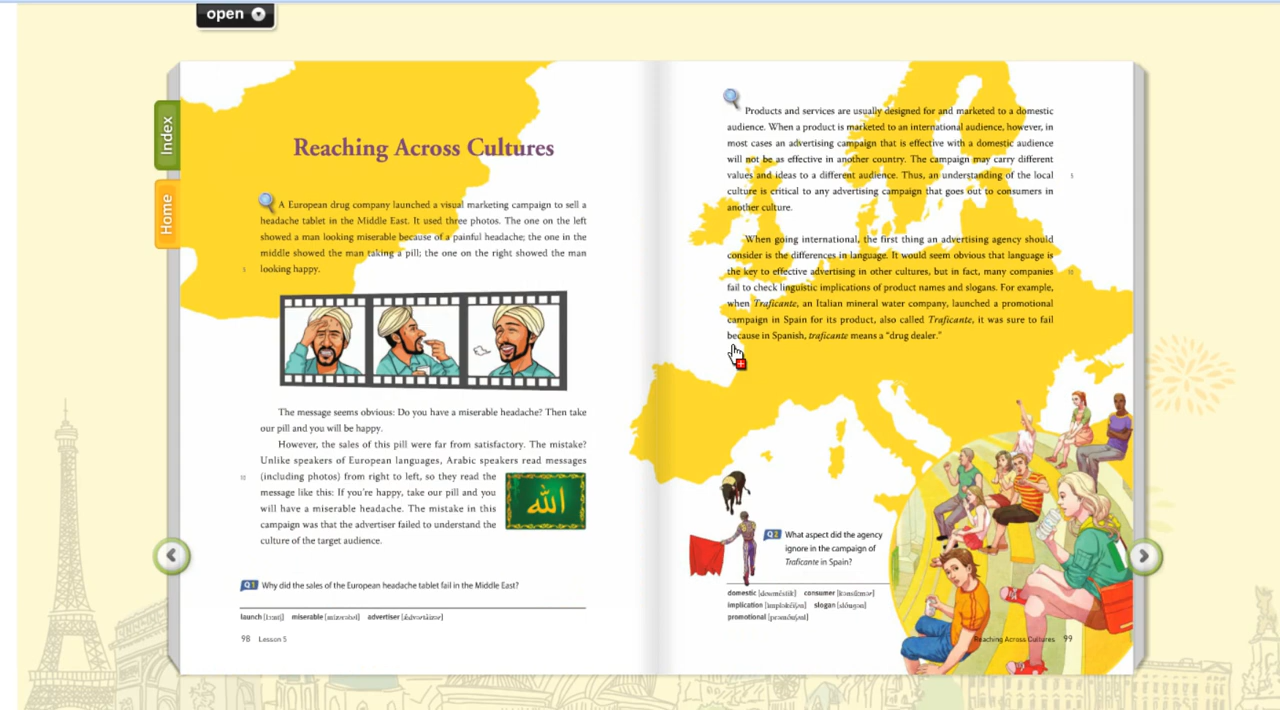 open
Index
Home
Reaching Across Cultures
A European drug company launched a visual marketing campaign to sell a
headache tablet in the Middle East. It used three photos. The one on the left
showed a man looking miserable because of a painful headache; the one in the
middle showed the man taking a pill; the one on the right showed the man
5 looking happy.
The message seems obvious: Do you have a miserable headache? Then take
our pill and you will be happy.
However, the sales of this pill were far from satisfactory. The mistake?
Unlike speakers of European languages, Arabic speakers read messages
10 (including photos) from right to left, so they read the
message like this: If you're happy, take our pill and you
will have a miserable headache. The mistake in this
campaign was that the advertiser failed to understand the
culture of the target audience.
الله
Q1 Why did the sales of the European headache tablet fail in the Middle East?
launch miserable advertiser
98 Lesson 5
Products and services are usually designed for and marketed to a domestic
audience. When a product is marketed to an international audience, however, in
most cases an advertising campaign that is effective with a domestic audience
will not be as effective in another country. The campaign may carry different
values and ideas to a different audience. Thus, an understanding of the local 5
culture is critical to any advertising campaign that goes out to consumers in
another culture.
When going international, the first thing an advertising agency should
consider is the differences in language. It would seem obvious that language is
the key to effective advertising in other cultures, but in fact, many companies 10
fail to check linguistic implications of product names and slogans. For example,
when Traficante, an Italian mineral water company, launched a promotional
campaign in Spain for its product, also called Traficante, it was sure to fail
because in Spanish, traficante means a “drug dealer.”
Q2 What aspect did the agency
ignore in the campaign of
Traficante in Spain?
domestic consumer
implication slogan
promotional
Reaching Across Cultures 99